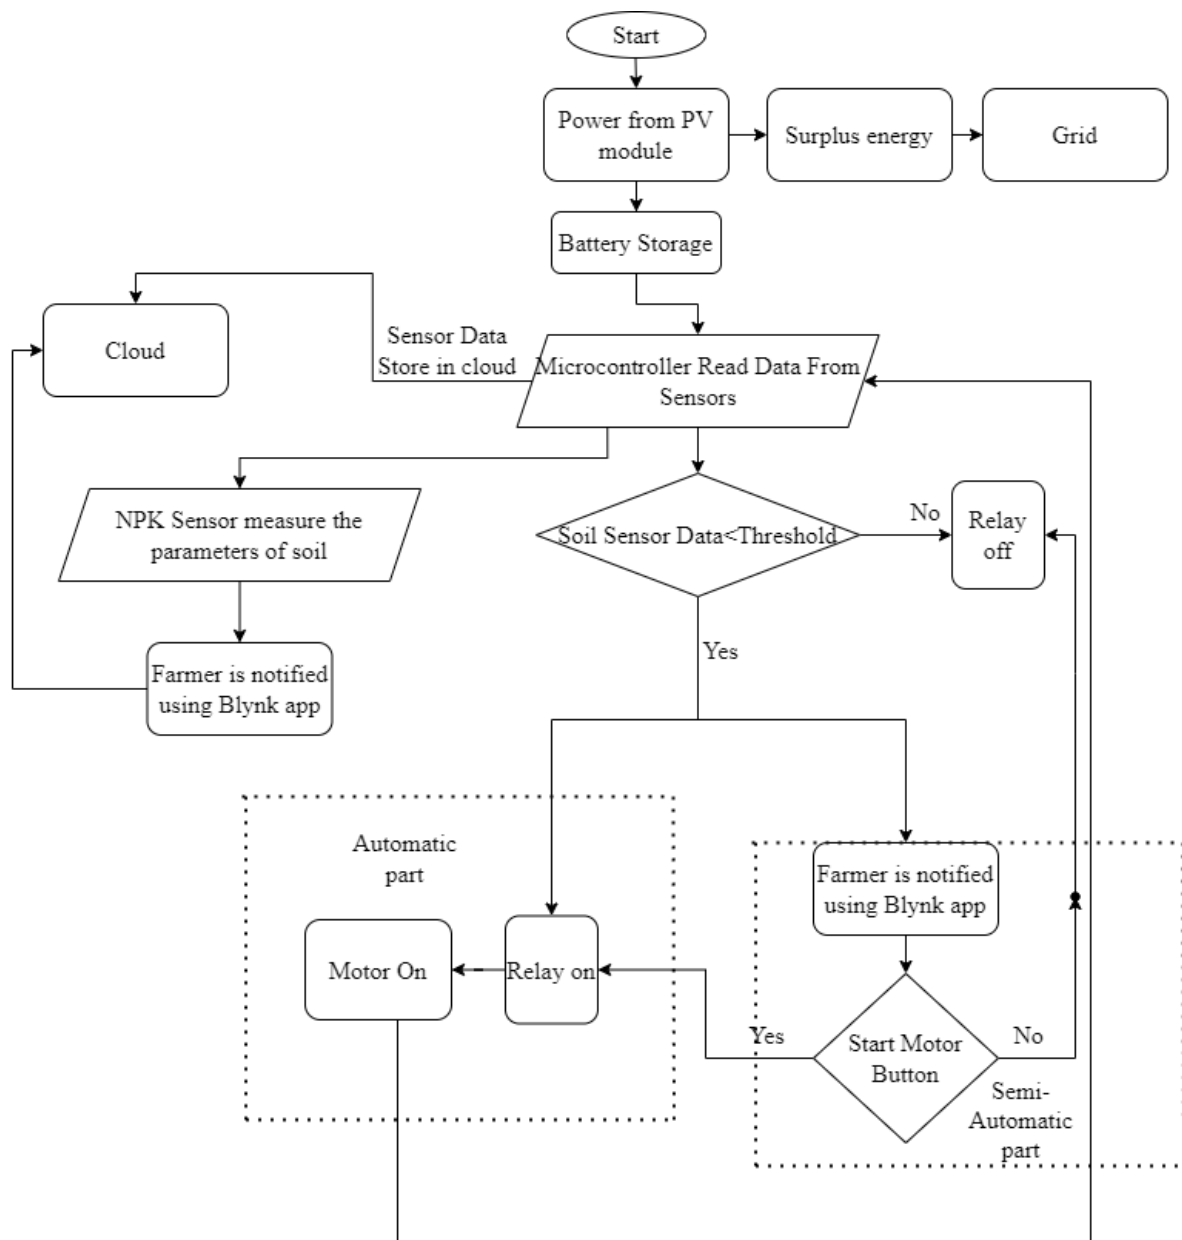 Start
Power from PV
module
Surplus energy
Grid
Battery Storage
Cloud
Sensor Data
Store in cloud
Microcontroller Read Data From
Sensors
NPK Sensor measure the
parameters of soil
Soil Sensor Data<Threshold
No
Relay
off
Yes
Farmer is notified
using Blynk app
Automatic
part
Farmer is notified
using Blynk app
Motor On
Relay on
Yes
Start Motor
Button
No
Semi-
Automatic
part